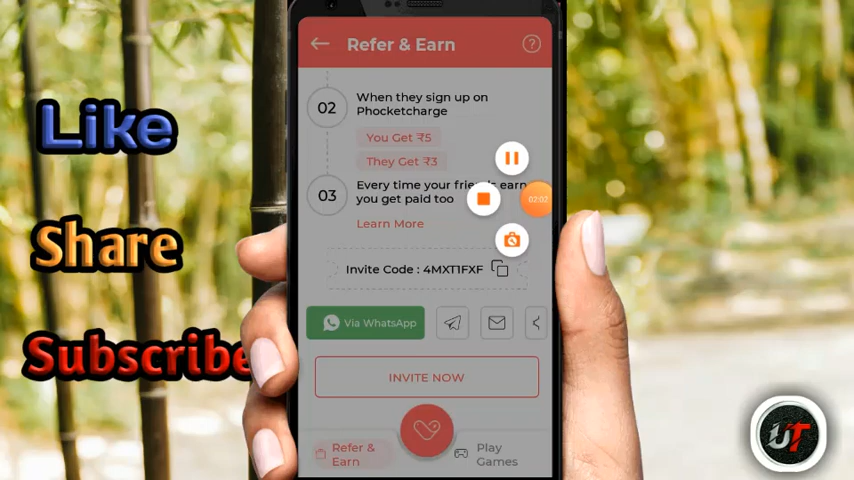 Refer & Earn
?
Like
02
When they sign up on
Phocketcharge
You Get ₹5
They Get ₹3
03
Every time your friend's earn
you get paid too
02:02
Share
Learn More
Invite Code : 4MXT1FXF
Via WhatsApp
Subscribe
INVITE NOW
Refer &
Earn
Play
Games
UT